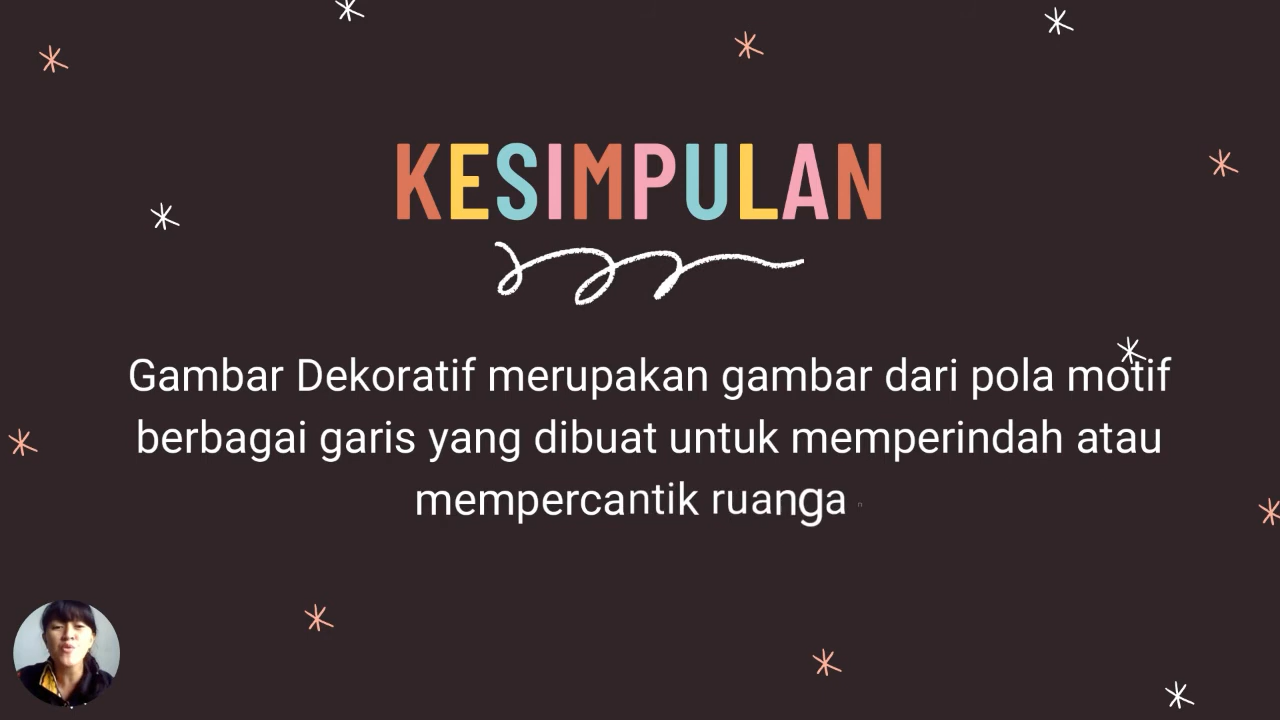 KESIMPULAN
Gambar Dekoratif merupakan gambar dari pola motif
berbagai garis yang dibuat untuk memperindah atau
mempercantik ruanga